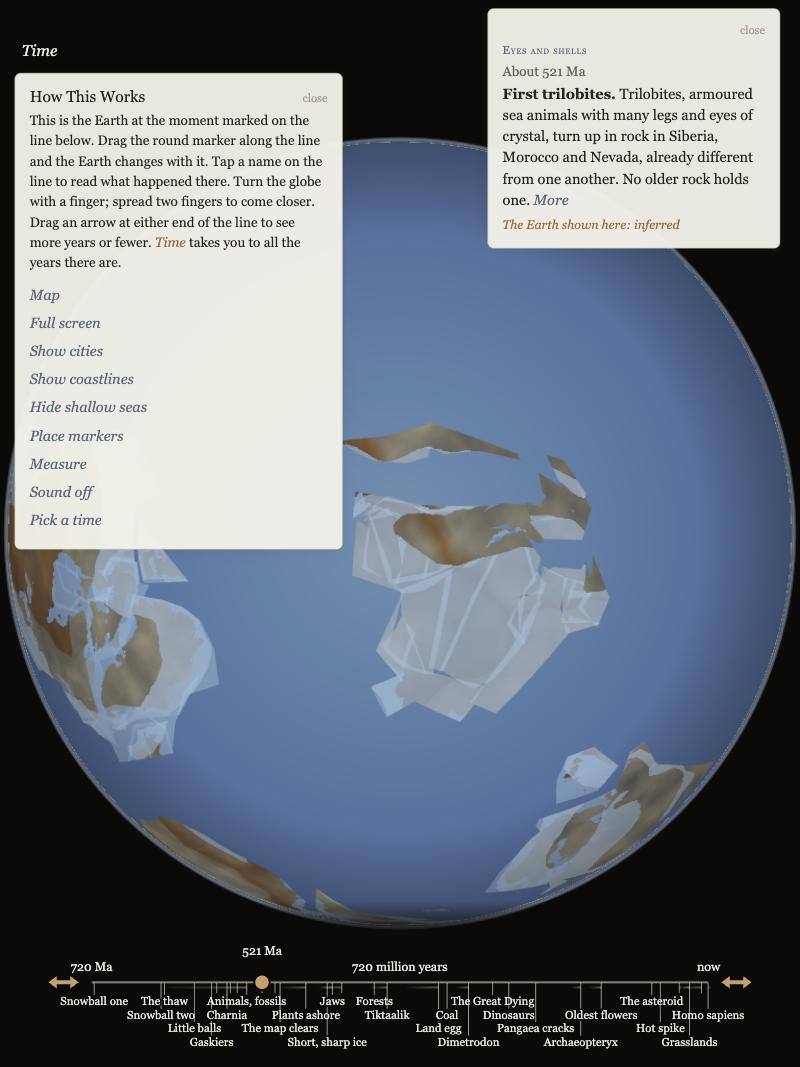 Time
How This Works
close
This is the Earth at the moment marked on the
line below. Drag the round marker along the line
and the Earth changes with it. Tap a name on the
line to read what happened there. Turn the globe
with a finger; spread two fingers to come closer.
Drag an arrow at either end of the line to see
more years or fewer. Time takes you to all the
years there are.
Map
Full screen
Show cities
Show coastlines
Hide shallow seas
Place markers
Measure
Sound off
Pick a time
close
Eyes and shells
About 521 Ma
First trilobites. Trilobites, armoured
sea animals with many legs and eyes of
crystal, turn up in rock in Siberia,
Morocco and Nevada, already different
from one another. No older rock holds
one. More
The Earth shown here: inferred
521 Ma
720 Ma
720 million years
now
Snowball one
The thaw
Animals, fossils
Jaws
Forests
The Great Dying
The asteroid
Snowball two
Charnia
Plants ashore
Tiktaalik
Coal
Dinosaurs
Oldest flowers
Homo sapiens
Little balls
The map clears
Land egg
Pangaea cracks
Hot spike
Gaskiers
Short, sharp ice
Dimetrodon
Archaeopteryx
Grasslands